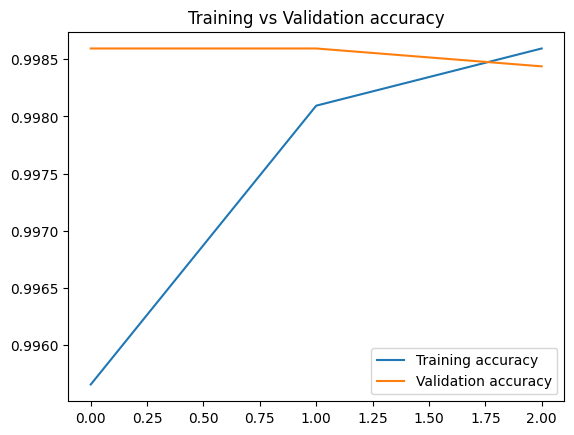 Training vs Validation accuracy
0.9985
0.9980
0.9975
0.9970
0.9965
0.9960
Training accuracy
Validation accuracy
0.00 0.25 0.50 0.75 1.00 1.25 1.50 1.75 2.00